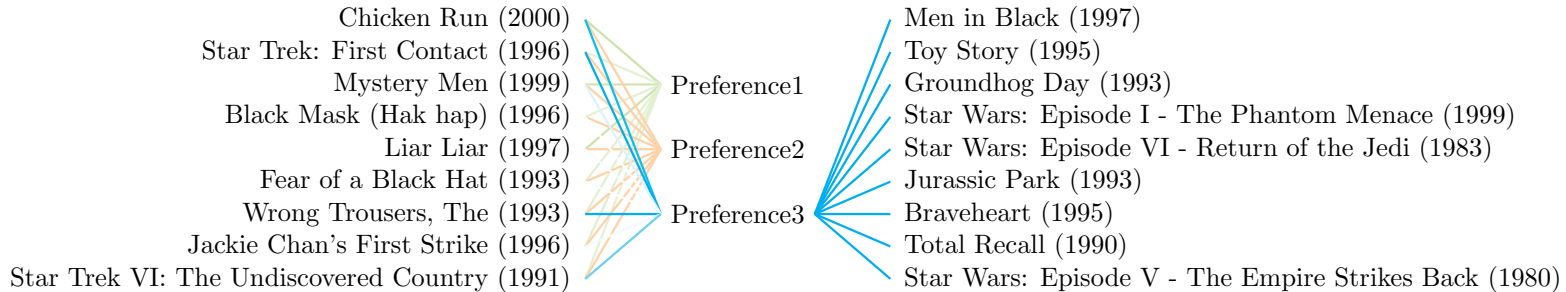 Chicken Run (2000)
Star Trek: First Contact (1996)
Mystery Men (1999)
Black Mask (Hak hap) (1996)
Liar Liar (1997)
Fear of a Black Hat (1993)
Wrong Trousers, The (1993)
Jackie Chan's First Strike (1996)
Star Trek VI: The Undiscovered Country (1991)
Preference1
Preference2
Preference3
Men in Black (1997)
Toy Story (1995)
Groundhog Day (1993)
Star Wars: Episode I - The Phantom Menace (1999)
Star Wars: Episode VI - Return of the Jedi (1983)
Jurassic Park (1993)
Braveheart (1995)
Total Recall (1990)
Star Wars: Episode V - The Empire Strikes Back (1980)